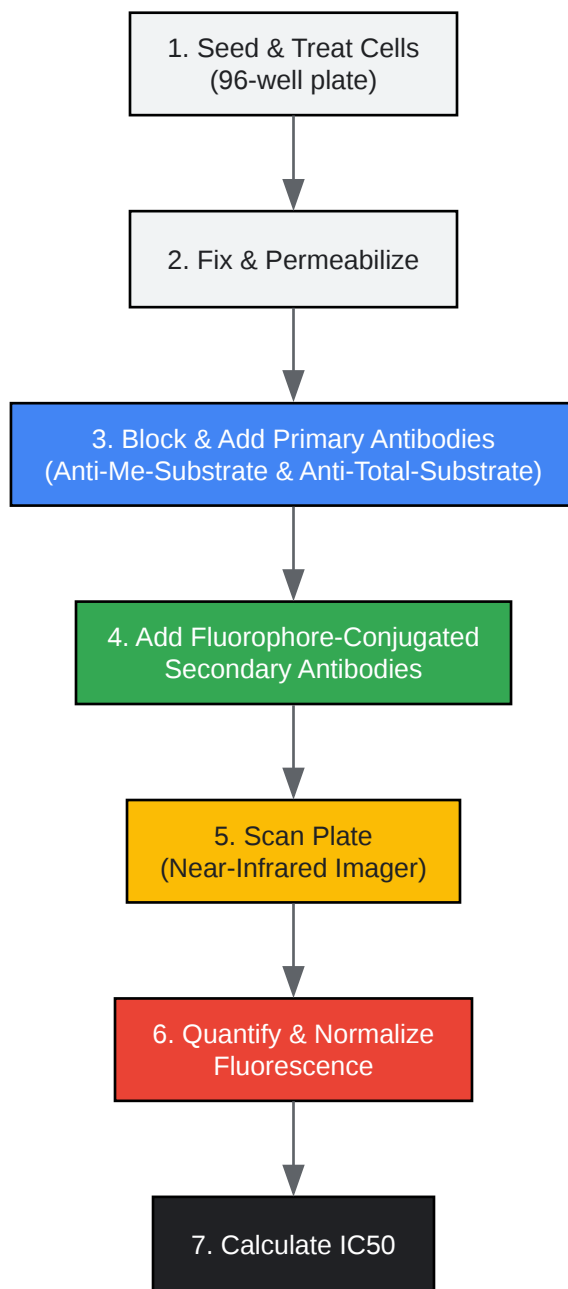 1. Seed & Treat Cells
(96-well plate)
2. Fix & Permeabilize
3. Block & Add Primary Antibodies
(Anti-Me-Substrate & Anti-Total-Substrate)
4. Add Fluorophore-Conjugated
Secondary Antibodies
5. Scan Plate
(Near-Infrared Imager)
6. Quantify & Normalize
Fluorescence
7. Calculate IC50